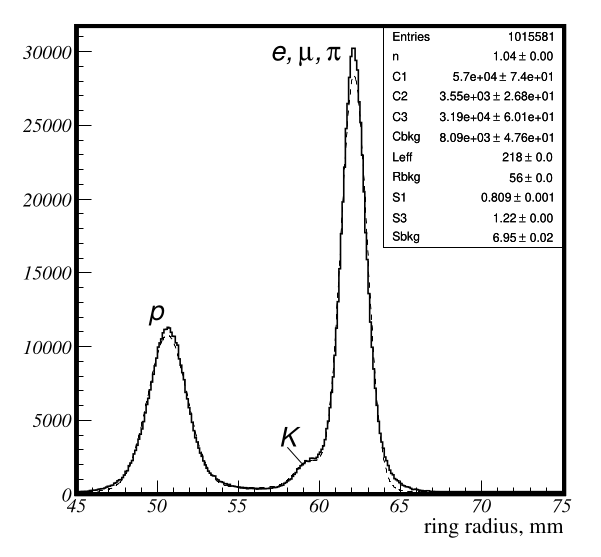 30000
25000
20000
15000
10000
5000
0
e, μ, π
p
K
Entries 1015581
n 1.04 ± 0.00
C1 5.7e+04 ± 7.4e+01
C2 3.55e+03 ± 2.68e+01
C3 3.19e+04 ± 6.01e+01
Cbkg 8.09e+03 ± 4.76e+01
Leff 218 ± 0.0
Rbkg 56 ± 0.0
S1 0.809 ± 0.001
S3 1.22 ± 0.00
Sbkg 6.95 ± 0.02
45 50 55 60 65 70 75
ring radius, mm